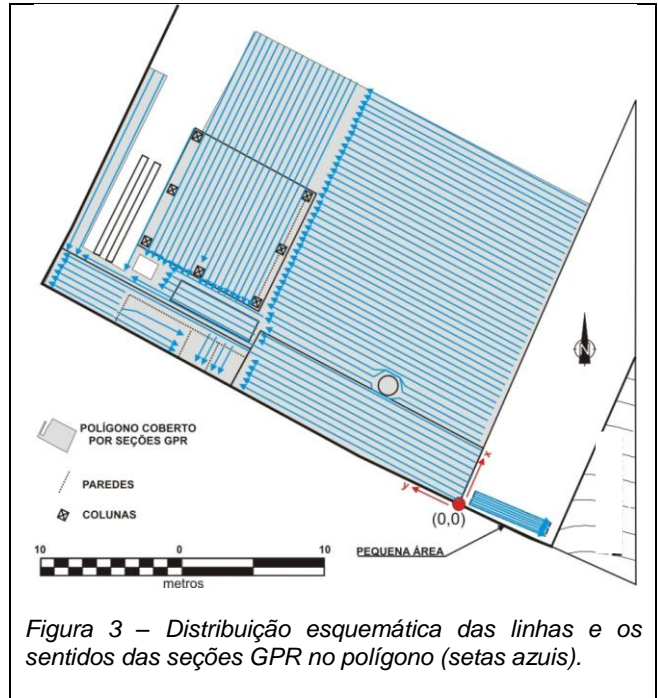 N
x
y
(0,0)
POLÍGONO COBERTO
POR SEÇÕES GPR
PAREDES
COLUNAS
10 0 10
metros
PEQUENA ÁREA
Figura 3 – Distribuição esquemática das linhas e os
sentidos das seções GPR no polígono (setas azuis).